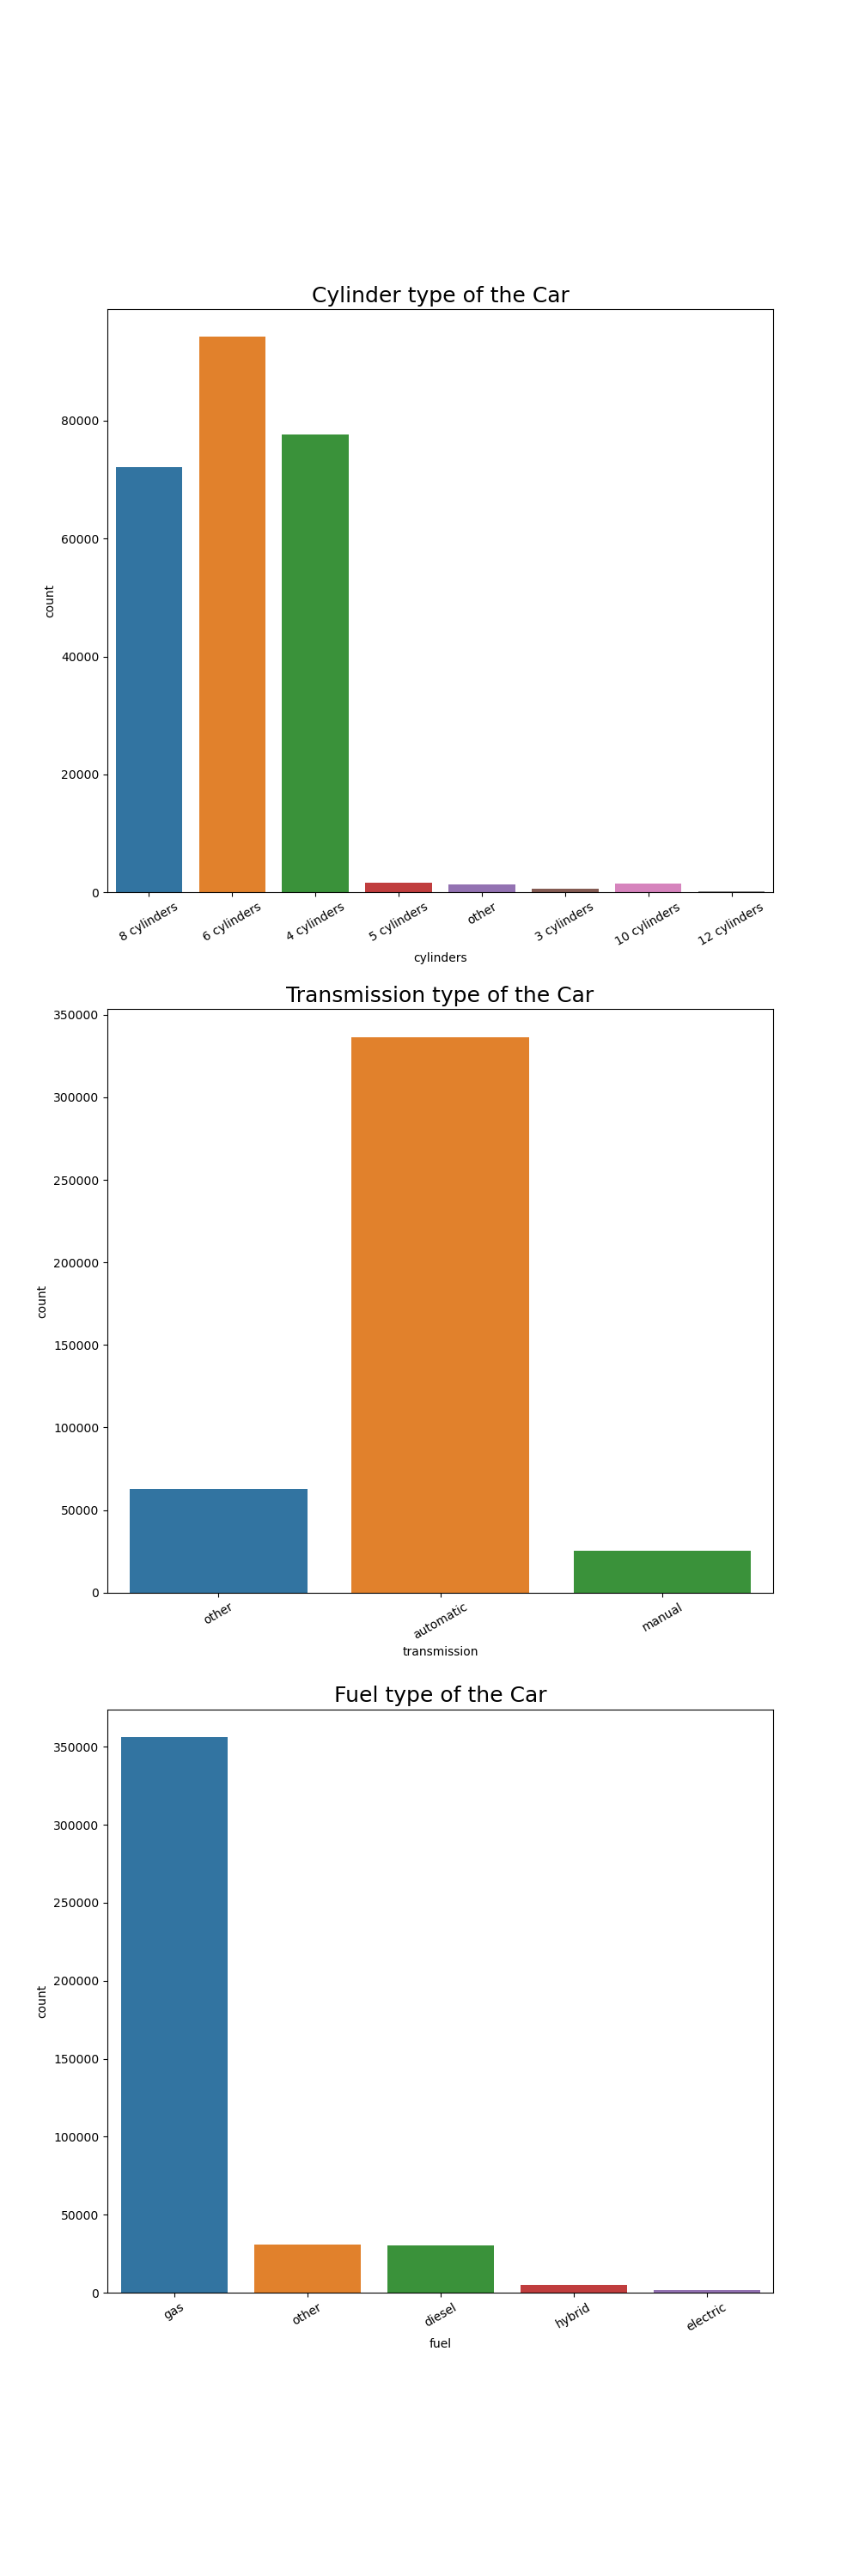 Cylinder type of the Car
80000
60000
40000
20000
0
count
8 cylinders
6 cylinders
4 cylinders
5 cylinders
other
3 cylinders
10 cylinders
12 cylinders
cylinders
Transmission type of the Car
350000
300000
250000
200000
150000
100000
50000
0
count
other
automatic
manual
transmission
Fuel type of the Car
350000
300000
250000
200000
150000
100000
50000
0
count
gas
other
diesel
hybrid
electric
fuel